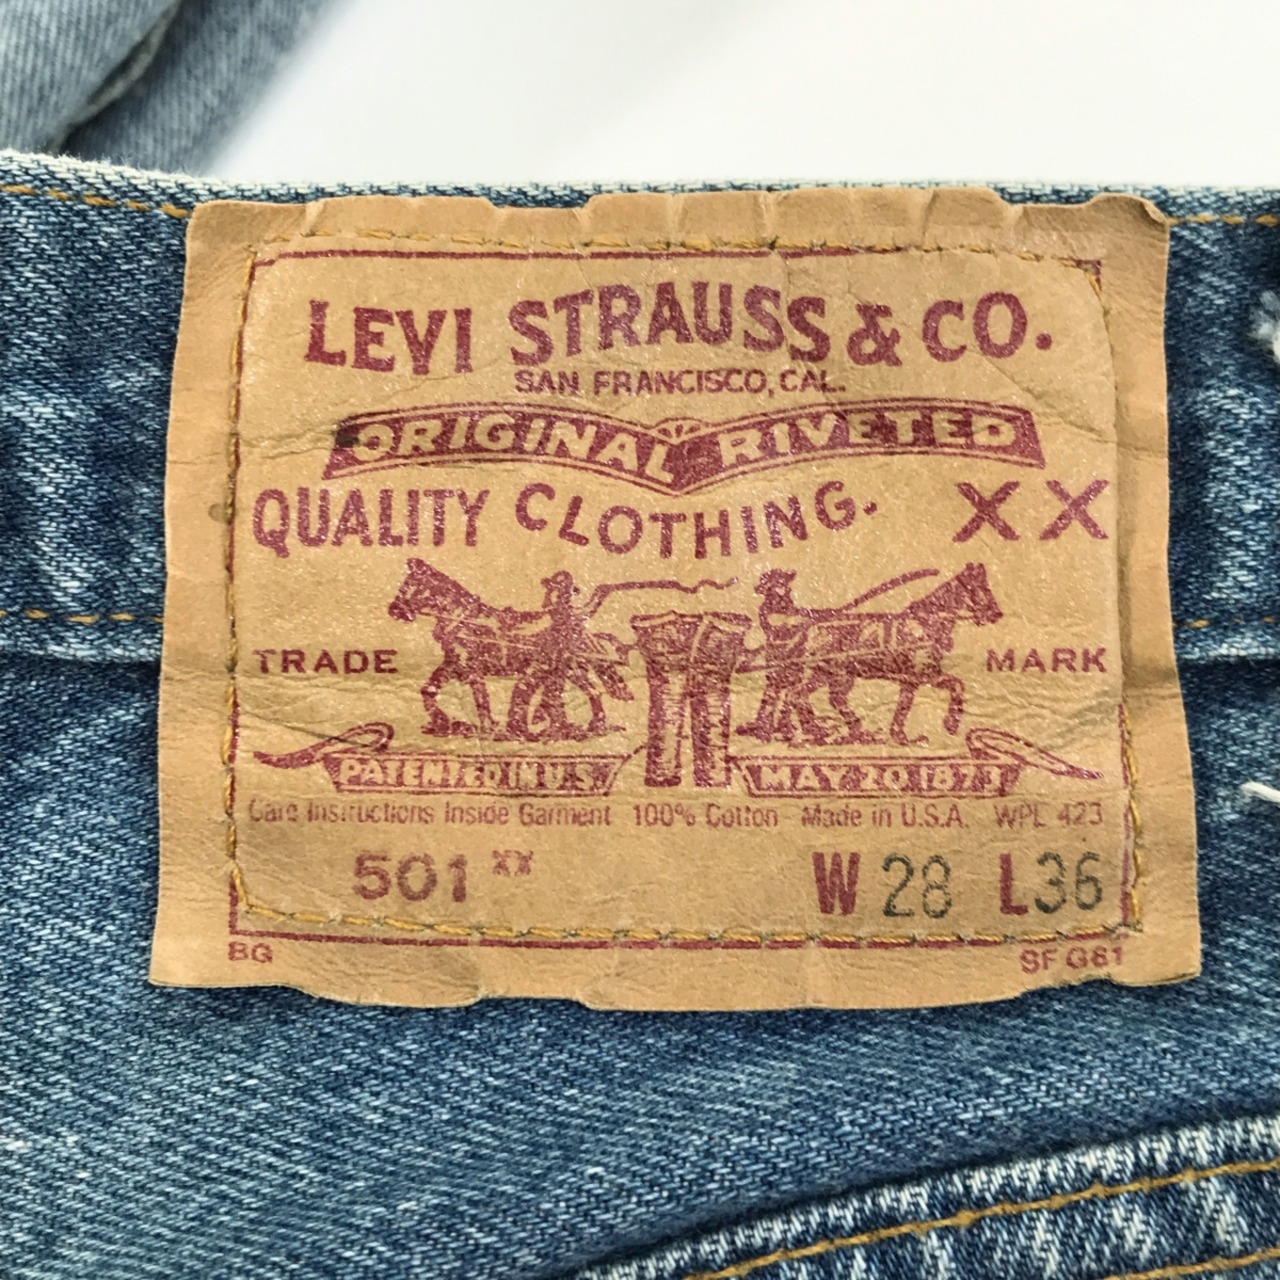 LEVI STRAUSS & CO.
SAN FRANCISCO, CAL.
ORIGINAL RIVETED
QUALITY CLOTHING. XX
TRADE MARK
PATENTED IN U.S. MAY 20 1873
Care Instructions Inside Garment 100% Cotton Made in U.S.A. WPL 423
501 XX W 28 L 36
BG SF G81